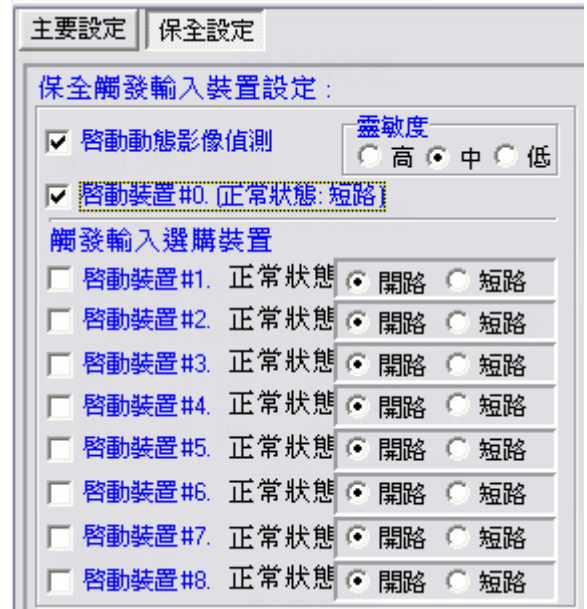 主要設定 保全設定
保全觸發輸入裝置設定:
啓動動態影像偵測
靈敏度
高 中 低
啓動裝置#0. (正常狀態: 短路)
觸發輸入選購裝置
啓動裝置#1. 正常狀態 開路 短路
啓動裝置#2. 正常狀態 開路 短路
啓動裝置#3. 正常狀態 開路 短路
啓動裝置#4. 正常狀態 開路 短路
啓動裝置#5. 正常狀態 開路 短路
啓動裝置#6. 正常狀態 開路 短路
啓動裝置#7. 正常狀態 開路 短路
啓動裝置#8. 正常狀態 開路 短路